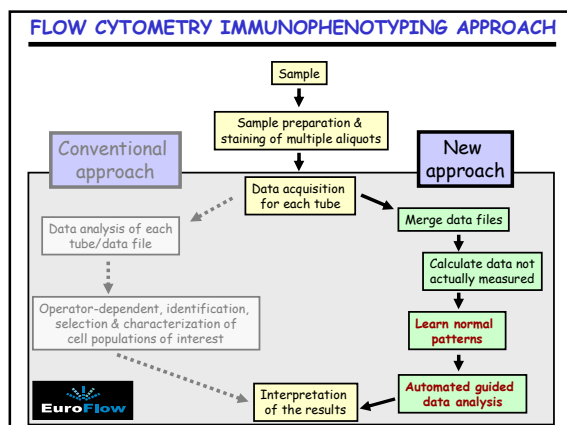 FLOW CYTOMETRY IMMUNOPHENOTYPING APPROACH
Sample
Sample preparation &
staining of multiple aliquots
Conventional
approach
New
approach
Data acquisition
for each tube
Data analysis of each
tube/data file
Merge data files
Calculate data not
actually measured
Operator-dependent, identification,
selection & characterization of
cell populations of interest
Learn normal
patterns
Automated guided
data analysis
Interpretation
of the results
EuroFlow